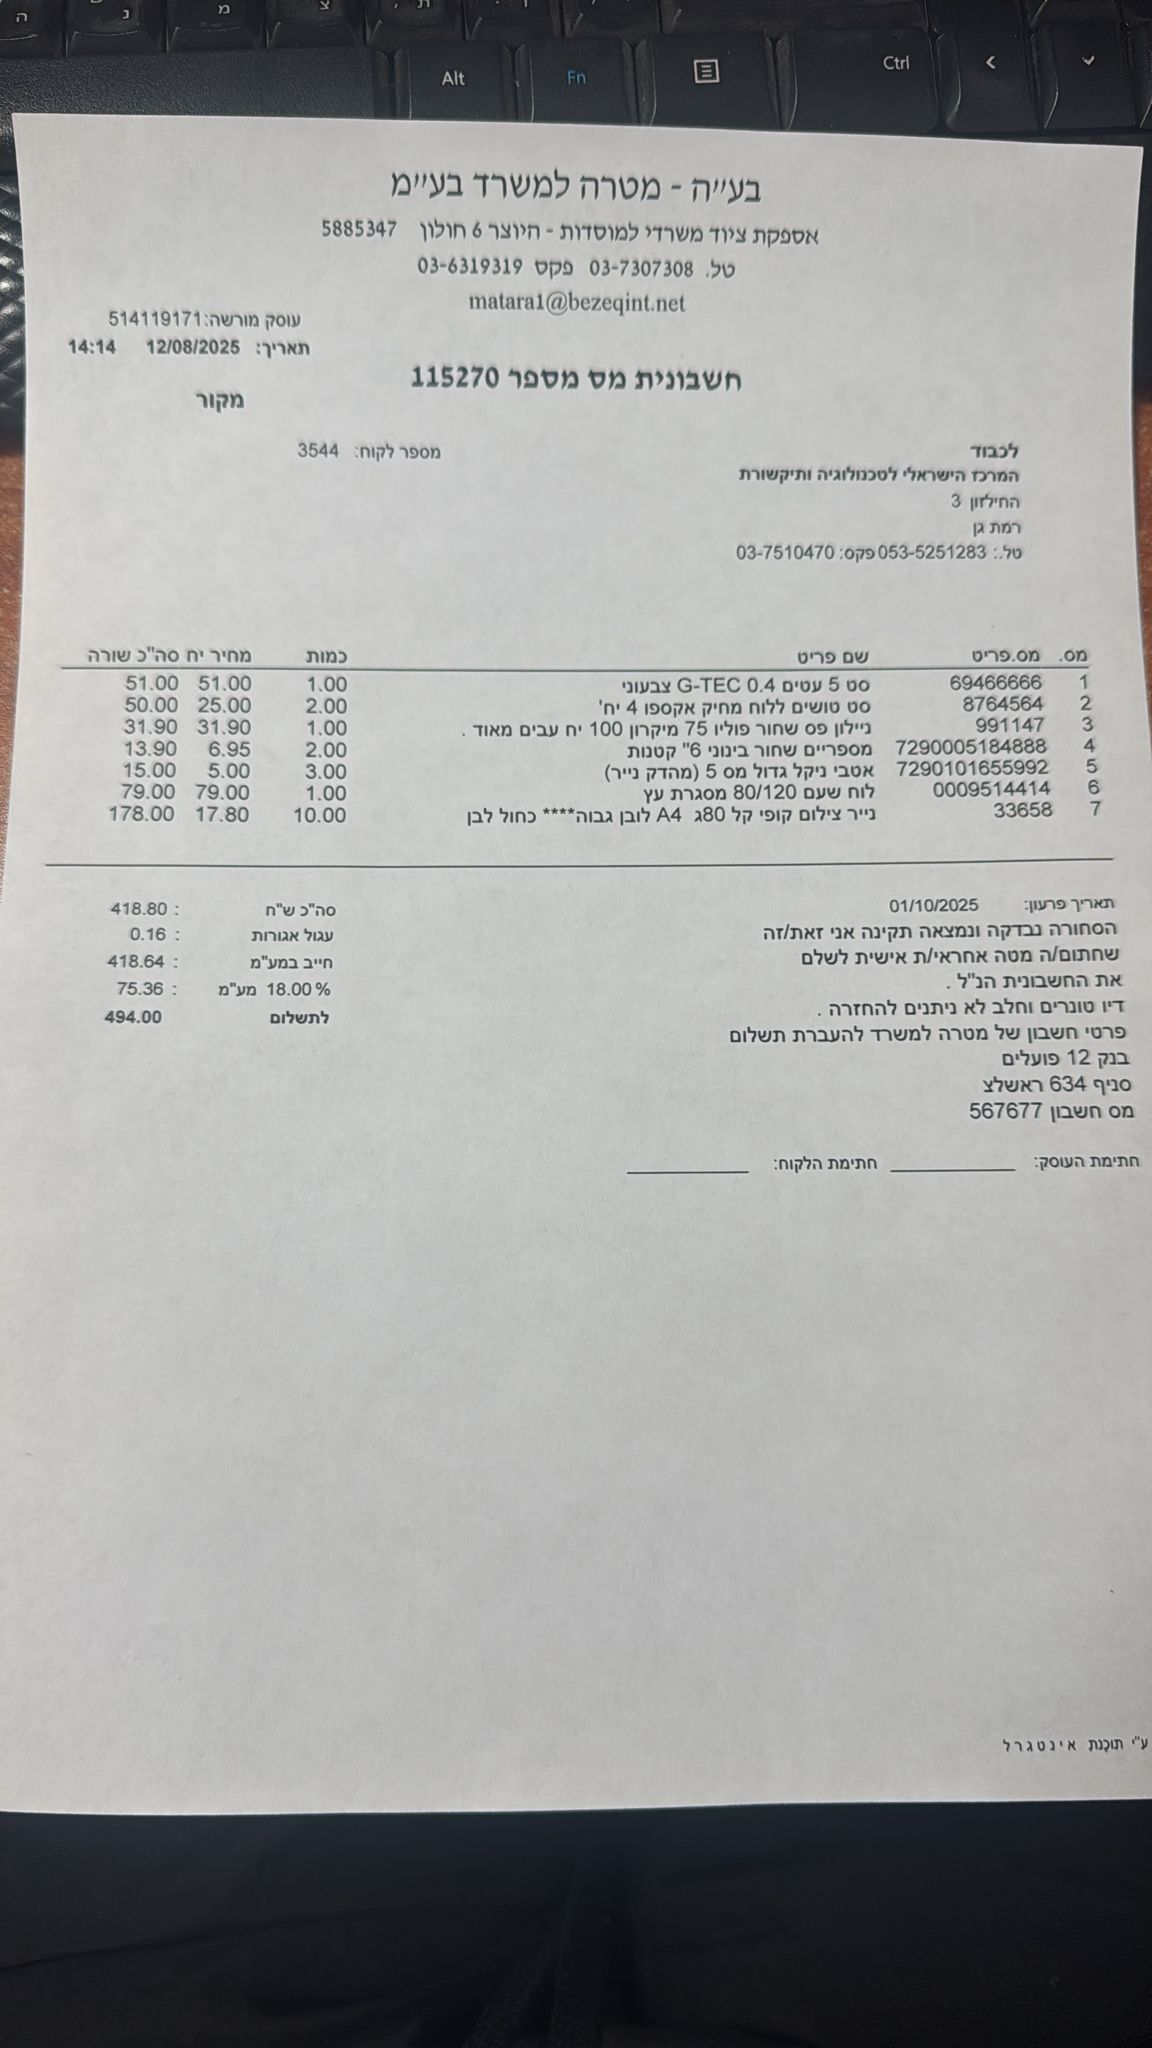 בע״ה - מטרה למשרד בע״מ
אספקת ציוד משרדי למוסדות - היוצר 6 חולון 5885347
טל. 03-7307308 פקס 03-6319319
matara1@bezeqint.net
עוסק מורשה: 514119171
תאריך: 12/08/2025 14:14
חשבונית מס מספר 115270
מקור
לכבוד
מספר לקוח: 3544
המרכז הישראלי לטכנולוגיה ותיקשורת
החילזון 3
רמת גן
טל.: 053-5251283 פקס: 03-7510470
מס. מס.פריט שם פריט כמות מחיר יח סה"כ שורה
1 69466666 סט 5 עטים G-TEC 0.4 צבעוני 1.00 51.00 51.00
2 8764564 סט טושים ללוח מחיק אקספו 4 יח' 2.00 25.00 50.00
3 991147 ניילון פס שחור פוליו 75 מיקרון 100 יח עבים מאוד . 1.00 31.90 31.90
4 7290005184888 מספריים שחור בינוני 6" קטנות 2.00 6.95 13.90
5 7290101655992 אטבי ניקל גדול מס 5 (מהדק נייר) 3.00 5.00 15.00
6 0009514414 לוח שעם 80/120 מסגרת עץ 1.00 79.00 79.00
7 33658 נייר צילום קופי קל 80ג A4 לובן גבוה**** כחול לבן 10.00 17.80 178.00
תאריך פרעון: 01/10/2025
הסחורה נבדקה ונמצאה תקינה אני זאת/זה
שחתום/ה מטה אחראי/ת אישית לשלם
את החשבונית הנ"ל .
דיו טונרים וחלב לא ניתנים להחזרה .
פרטי חשבון של מטרה למשרד להעברת תשלום
בנק 12 פועלים
סניף 634 ראשלצ
מס חשבון 567677
סה"כ ש"ח : 418.80
עגול אגורות : 0.16
חייב במע"מ : 418.64
18.00 % מע"מ : 75.36
לתשלום 494.00
חתימת העוסק: ____________ חתימת הלקוח: ____________
ע"י תוכנת אינטגרל
Alt
Fn
Ctrl